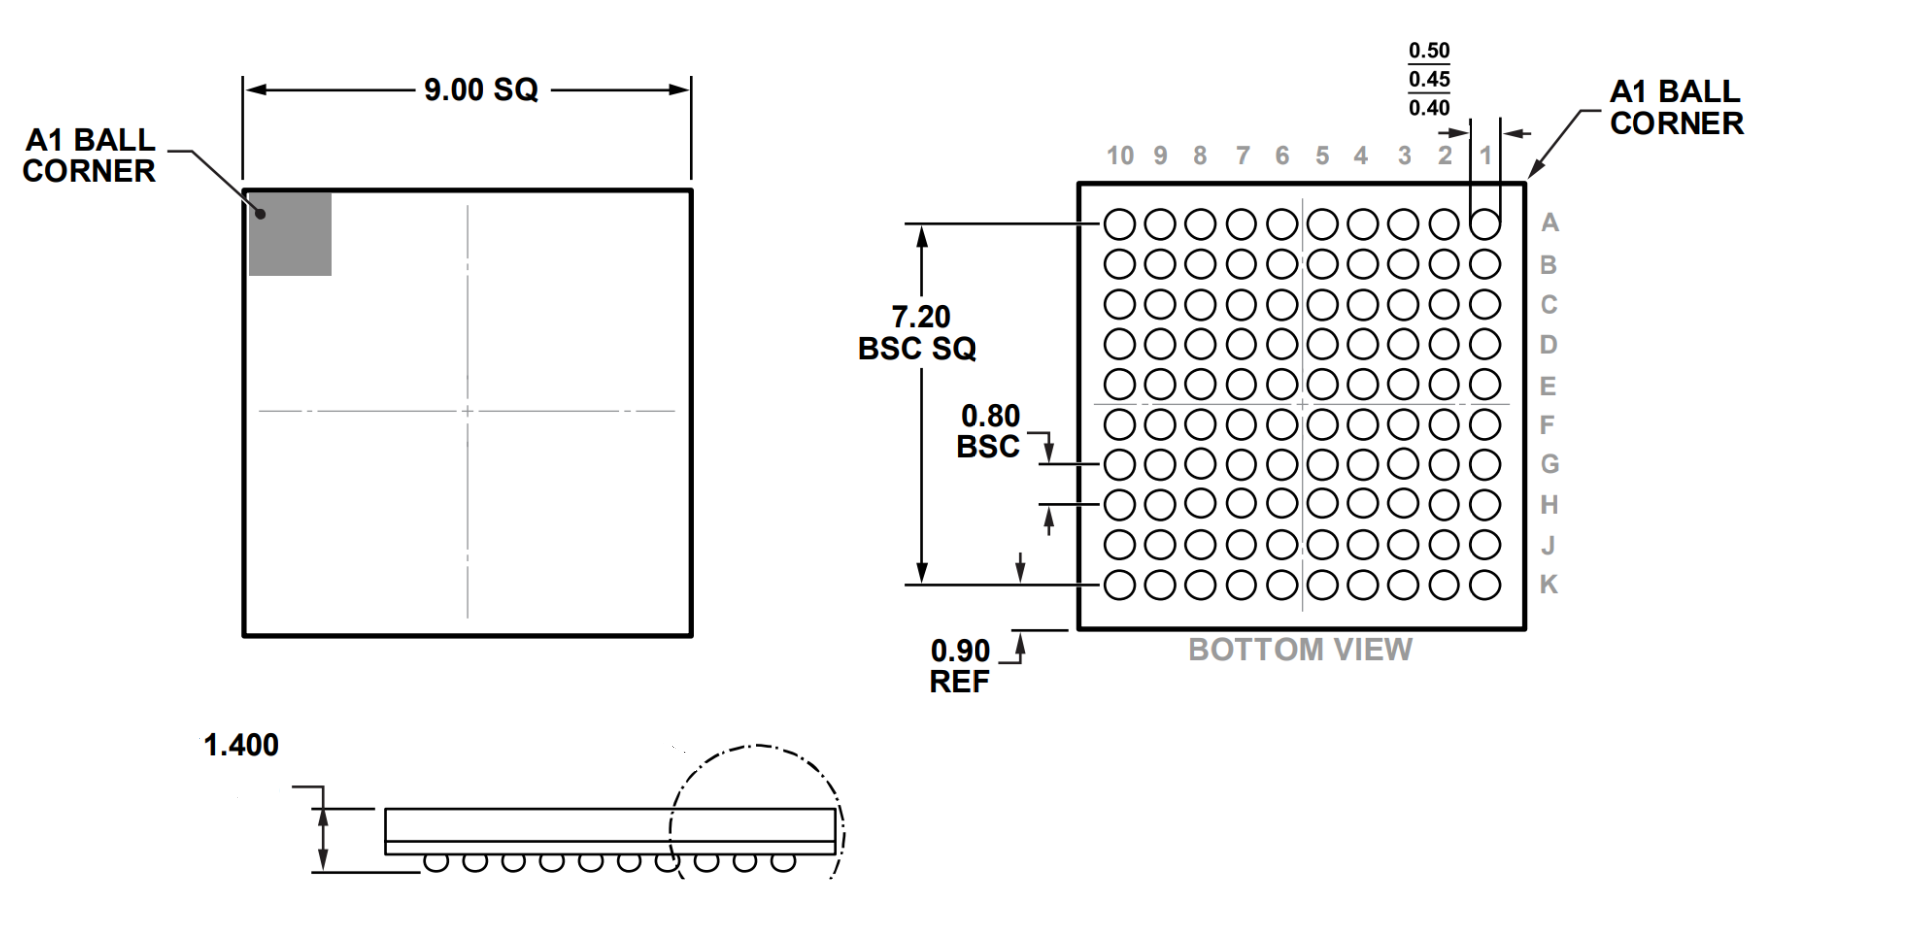 9.00 SQ
A1 BALL
CORNER
0.50
0.45
0.40
A1 BALL
CORNER
10 9 8 7 6 5 4 3 2 1
A
B
C
D
E
F
G
H
J
K
7.20
BSC SQ
0.80
BSC
0.90
REF
BOTTOM VIEW
1.400